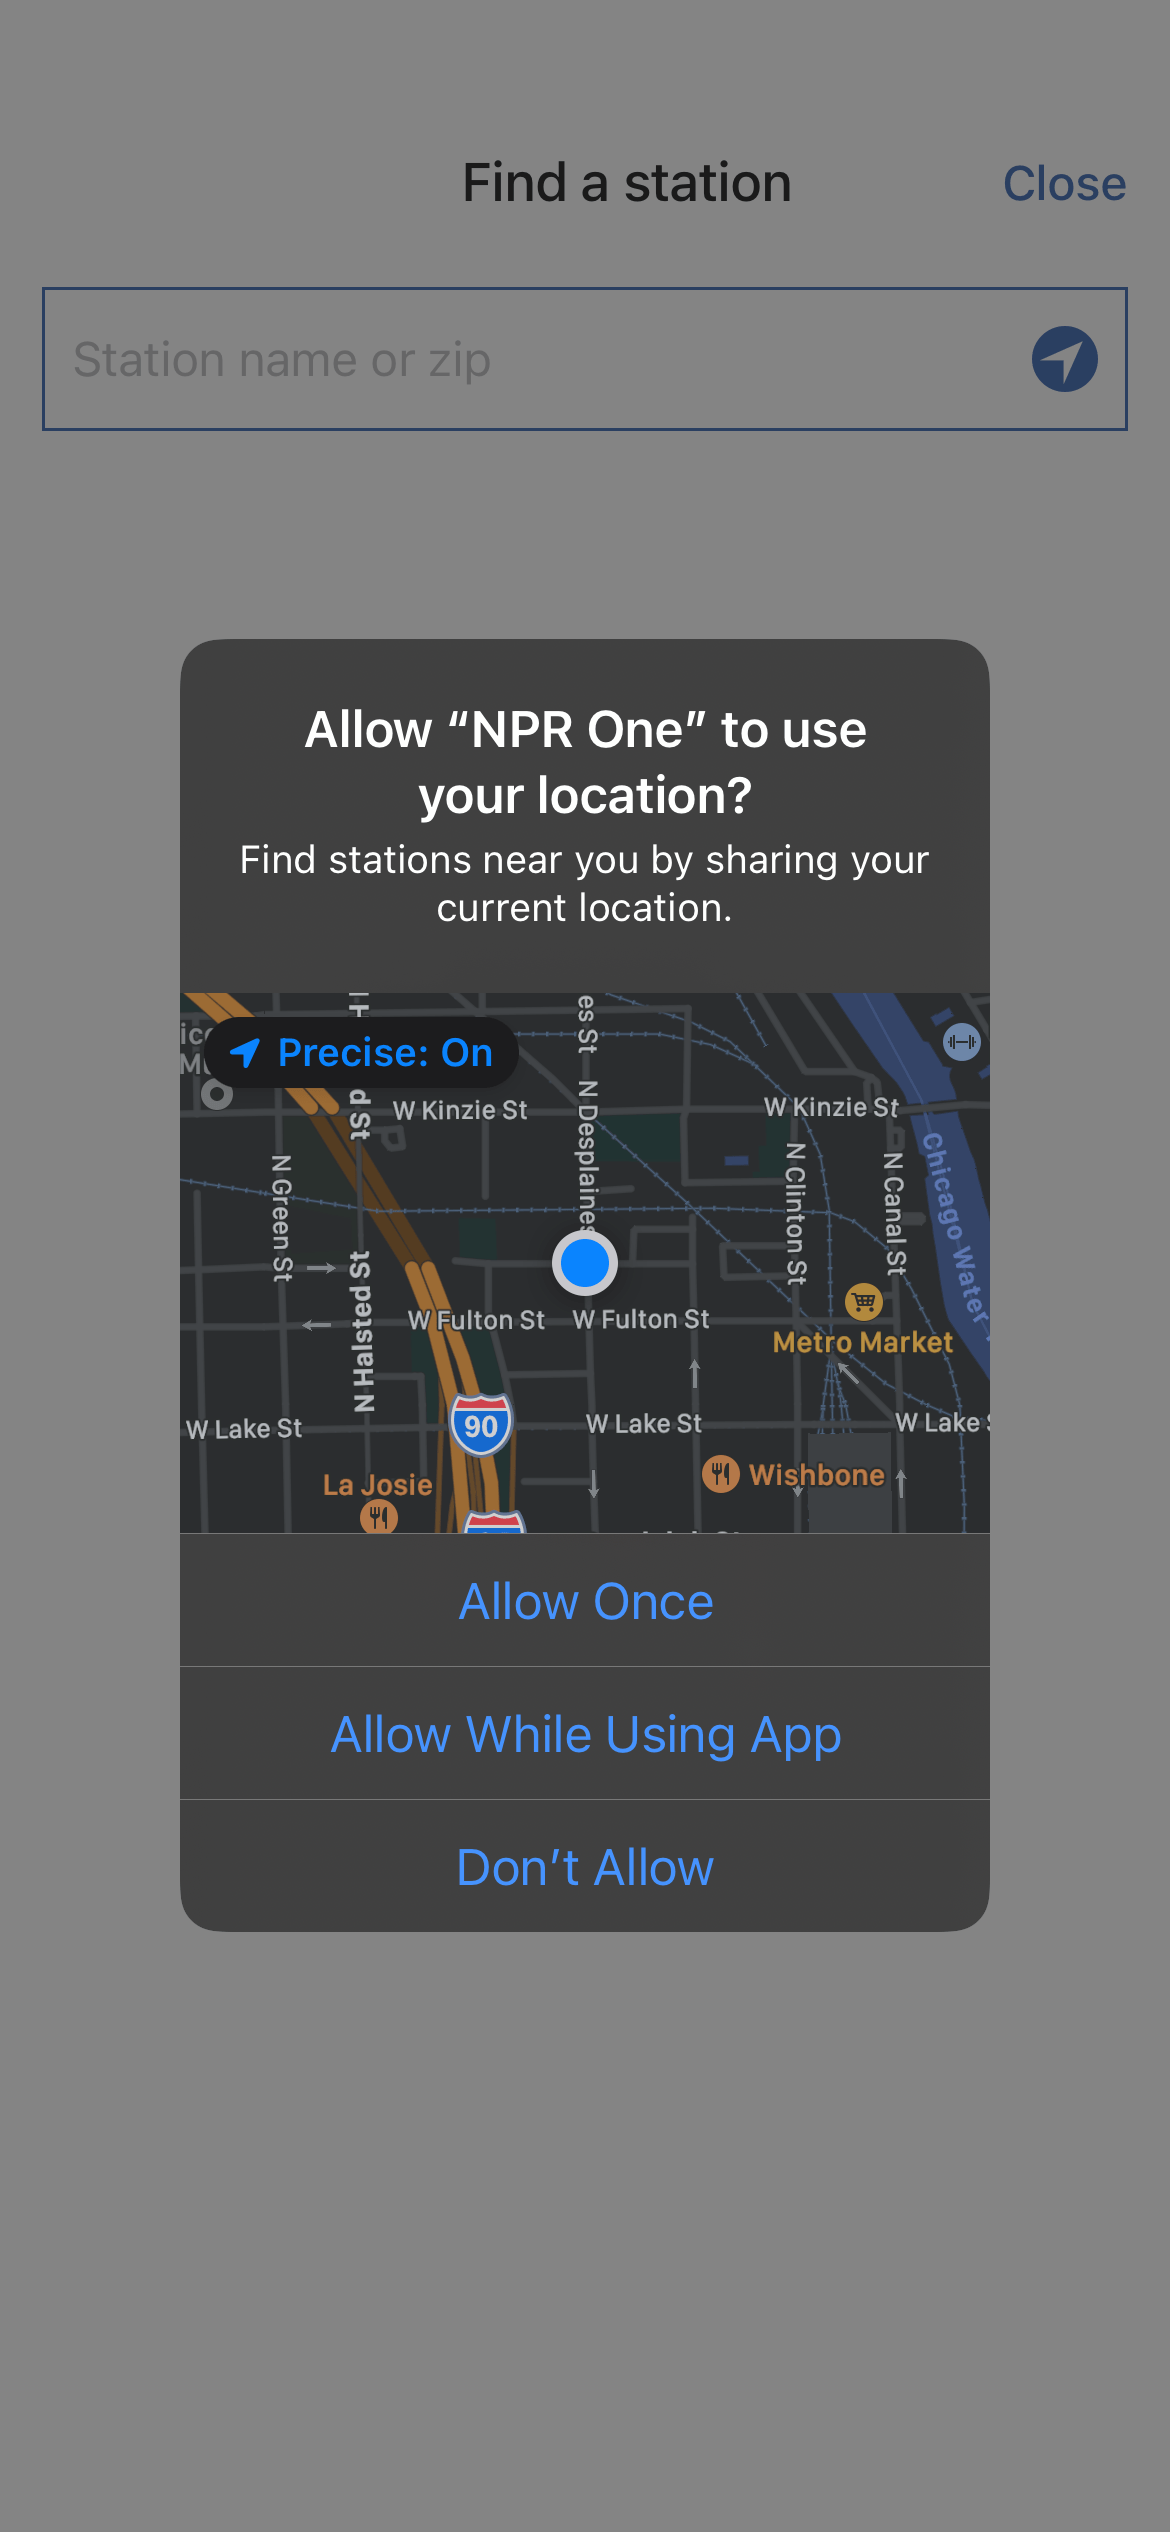 Find a station
Close
Station name or zip
Allow “NPR One” to use
your location?
Find stations near you by sharing your
current location.
Precise: On
W Kinzie St
W Kinzie St
N Desplaines
N Green St
N Clinton St
N Canal St
Chicago Water
N Halsted St
W Fulton St
W Fulton St
Metro Market
90
W Lake St
W Lake St
W Lake
La Josie
Wishbone
Allow Once
Allow While Using App
Don’t Allow